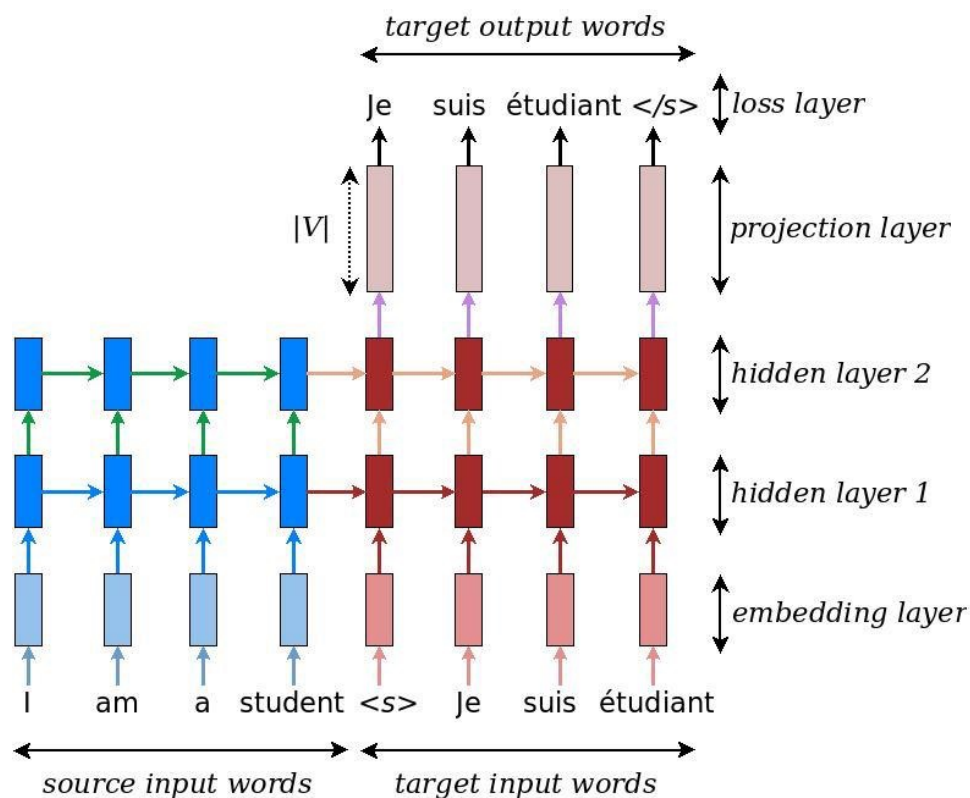 target output words
Je suis étudiant </s>
loss layer
|V|
projection layer
hidden layer 2
hidden layer 1
embedding layer
I am a student <s> Je suis étudiant
source input words
target input words